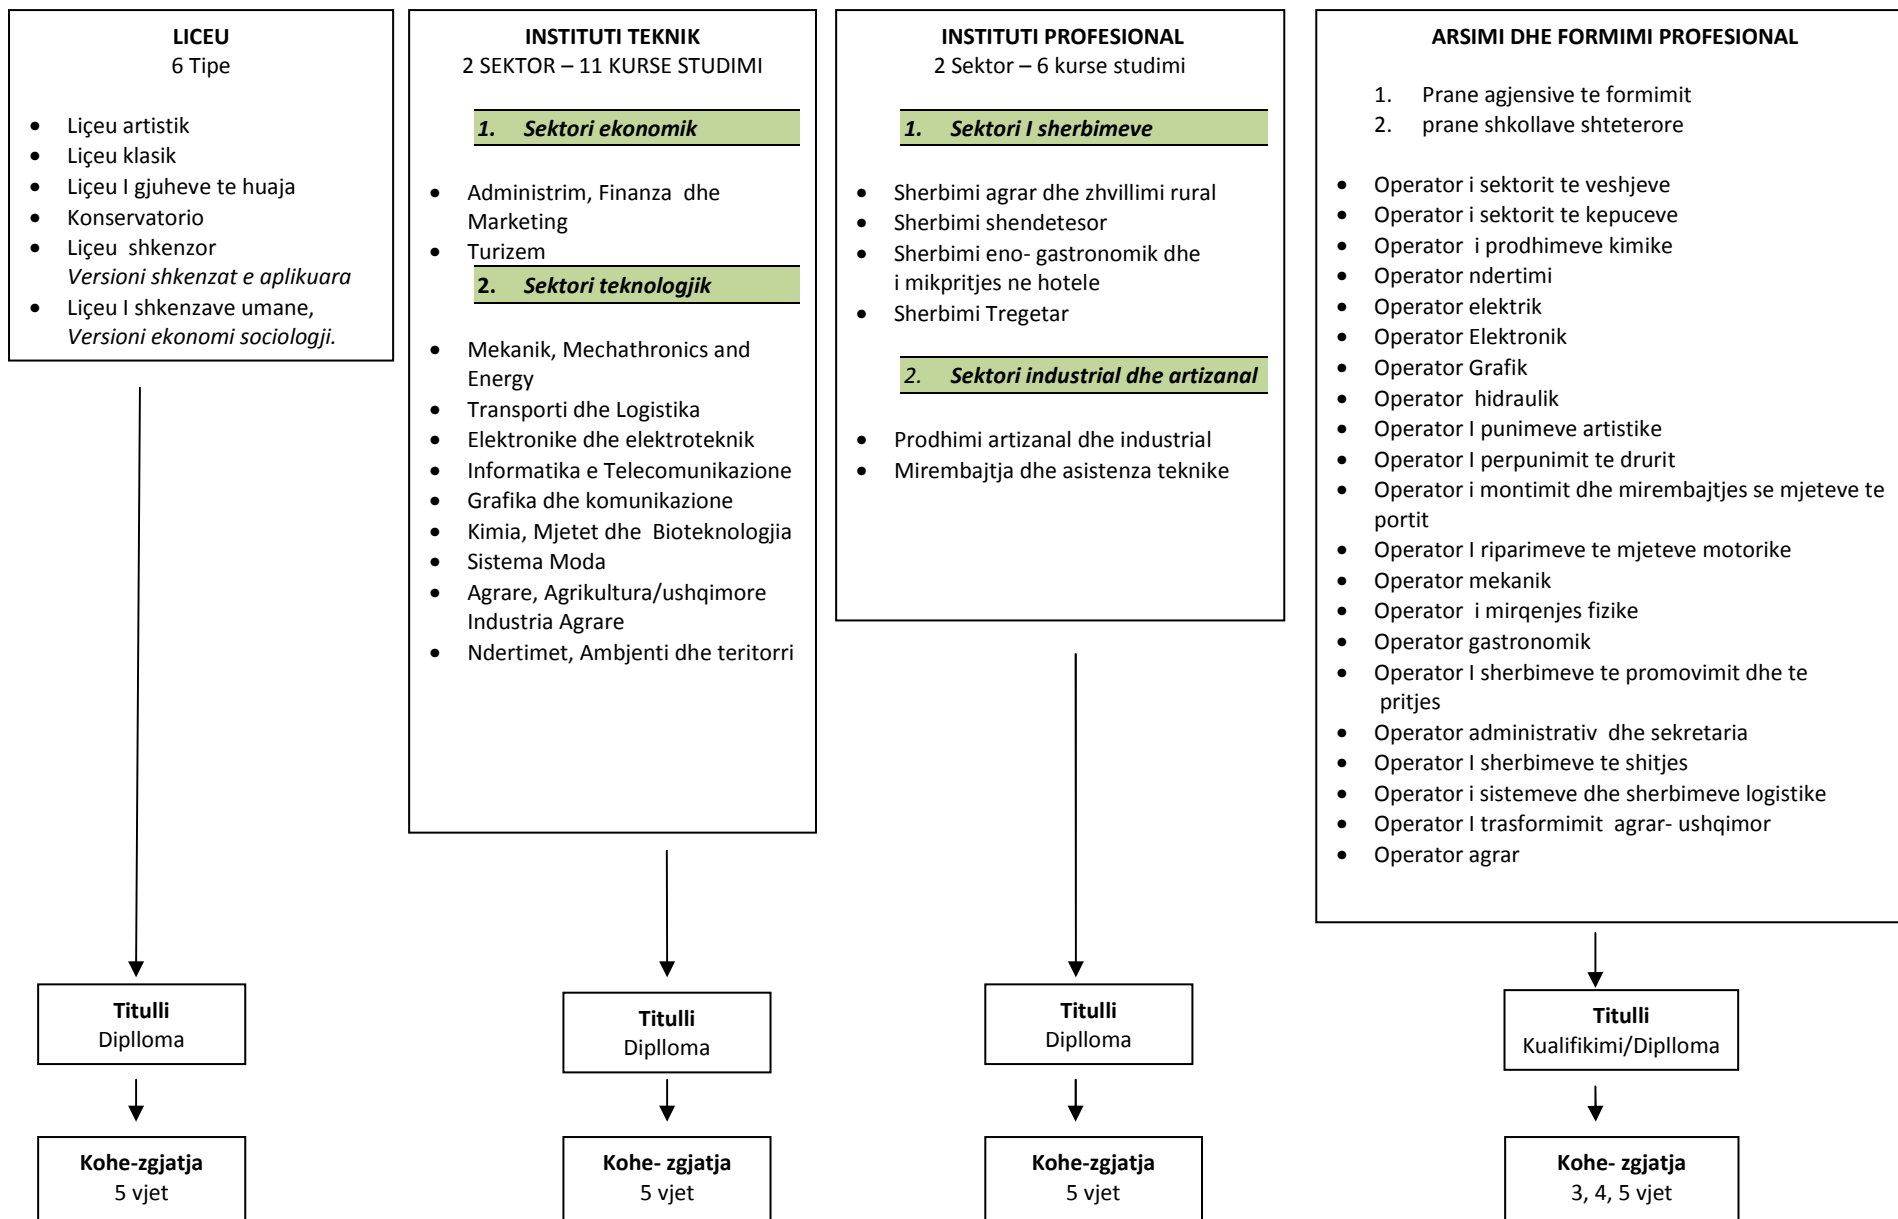 LICEU
6 Tipe
• Liçeu artistik
• Liçeu klasik
• Liçeu I gjuheve te huaja
• Konservatorio
• Liçeu shkenzor
Versioni shkenzat e aplikuara
• Liçeu I shkenzave umane,
Versioni ekonomi sociologji.
Titulli
Diplloma
Kohe-zgjatja
5 vjet
INSTITUTI TEKNIK
2 SEKTOR – 11 KURSE STUDIMI
1. Sektori ekonomik
• Administrim, Finanza dhe
Marketing
• Turizem
2. Sektori teknologjik
• Mekanik, Mechathronics and
Energy
• Transporti dhe Logistika
• Elektronike dhe elektroteknik
• Informatika e Telecomunikazione
• Grafika dhe komunikazione
• Kimia, Mjetet dhe Bioteknologjia
• Sistema Moda
• Agrare, Agrikultura/ushqimore
Industria Agrare
• Ndertimet, Ambjenti dhe teritorri
Titulli
Diplloma
Kohe- zgjatja
5 vjet
INSTITUTI PROFESIONAL
2 Sektor – 6 kurse studimi
1. Sektori I sherbimeve
• Sherbimi agrar dhe zhvillimi rural
• Sherbimi shendetesor
• Sherbimi eno- gastronomik dhe
i mikpritjes ne hotele
• Sherbimi Tregetar
2. Sektori industrial dhe artizanal
• Prodhimi artizanal dhe industrial
• Mirembajtja dhe asistenza teknike
Titulli
Diplloma
Kohe-zgjatja
5 vjet
ARSIMI DHE FORMIMI PROFESIONAL
1. Prane agjensive te formimit
2. prane shkollave shteterore
• Operator i sektorit te veshjeve
• Operator i sektorit te kepuceve
• Operator i prodhimeve kimike
• Operator ndertimi
• Operator elektrik
• Operator Elektronik
• Operator Grafik
• Operator hidraulik
• Operator I punimeve artistike
• Operator I perpunimit te drurit
• Operator i montimit dhe mirembajtjes se mjeteve te
portit
• Operator I riparimeve te mjeteve motorike
• Operator mekanik
• Operator i mirqenjes fizike
• Operator gastronomik
• Operator I sherbimeve te promovimit dhe te
pritjes
• Operator administrativ dhe sekretaria
• Operator I sherbimeve te shitjes
• Operator i sistemeve dhe sherbimeve logistike
• Operator I trasformimit agrar- ushqimor
• Operator agrar
Titulli
Kualifikimi/Diplloma
Kohe- zgjatja
3, 4, 5 vjet